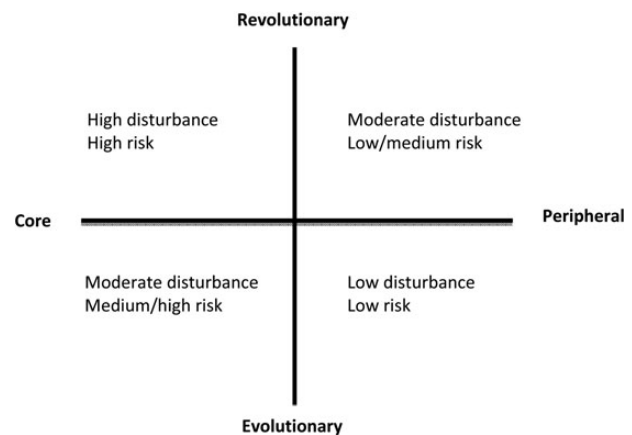 Revolutionary
High disturbance
High risk
Moderate disturbance
Low/medium risk
Core
Peripheral
Moderate disturbance
Medium/high risk
Low disturbance
Low risk
Evolutionary